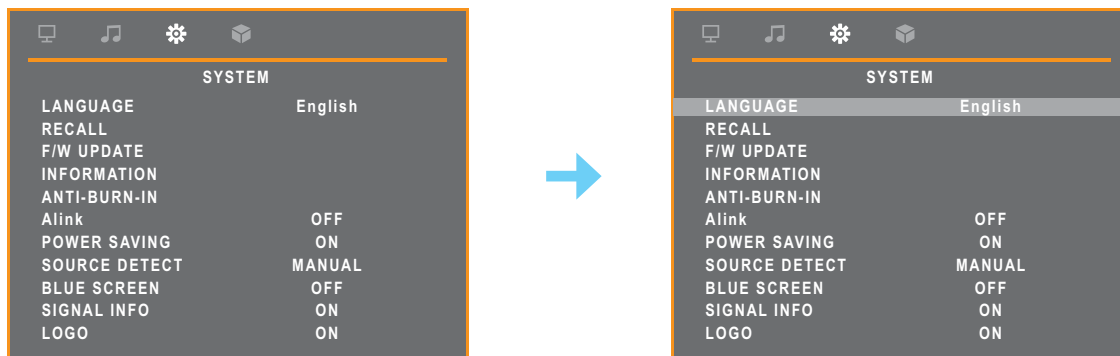 SYSTEM
LANGUAGE English
RECALL
F/W UPDATE
INFORMATION
ANTI-BURN-IN
Alink OFF
POWER SAVING ON
SOURCE DETECT MANUAL
BLUE SCREEN OFF
SIGNAL INFO ON
LOGO ON
SYSTEM
LANGUAGE English
RECALL
F/W UPDATE
INFORMATION
ANTI-BURN-IN
Alink OFF
POWER SAVING ON
SOURCE DETECT MANUAL
BLUE SCREEN OFF
SIGNAL INFO ON
LOGO ON